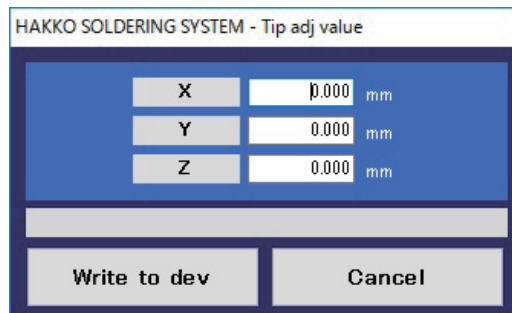 HAKKO SOLDERING SYSTEM - Tip adj value
X 0.000 mm
Y 0.000 mm
Z 0.000 mm
Write to dev Cancel